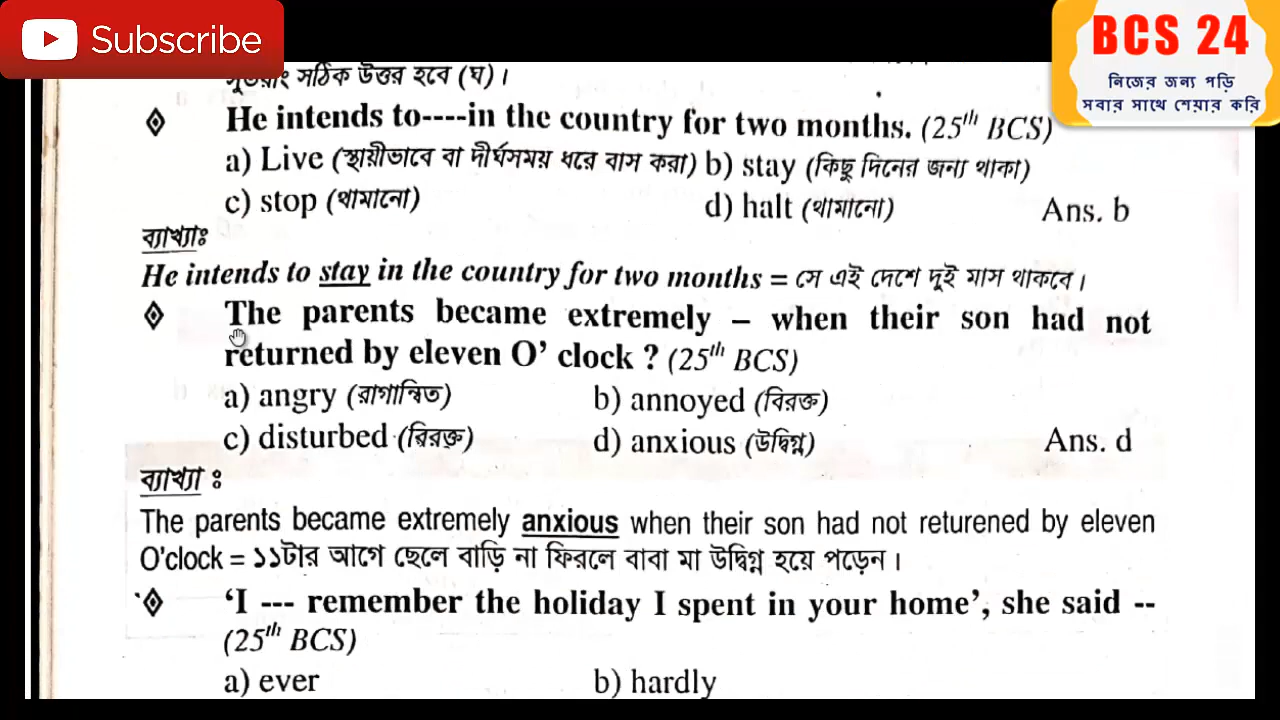 Subscribe
BCS 24
নিজের জন্য পড়ি
সবার সাথে শেয়ার করি
সুতরাং সঠিক উত্তর হবে (ঘ)।
He intends to----in the country for two months. (25th BCS)
a) Live (স্থায়ীভাবে বা দীর্ঘসময় ধরে বাস করা) b) stay (কিছু দিনের জন্য থাকা)
c) stop (থামানো) d) halt (থামানো) Ans. b
ব্যাখ্যাঃ
He intends to stay in the country for two months = সে এই দেশে দুই মাস থাকবে।
The parents became extremely – when their son had not
returned by eleven O’ clock ? (25th BCS)
a) angry (রাগান্বিত) b) annoyed (বিরক্ত)
c) disturbed (বিরক্ত) d) anxious (উদ্বিগ্ন) Ans. d
ব্যাখ্যা ঃ
The parents became extremely anxious when their son had not returened by eleven
O'clock = ১১টার আগে ছেলে বাড়ি না ফিরলে বাবা মা উদ্বিগ্ন হয়ে পড়েন।
‘I --- remember the holiday I spent in your home’, she said --
(25th BCS)
a) ever b) hardly